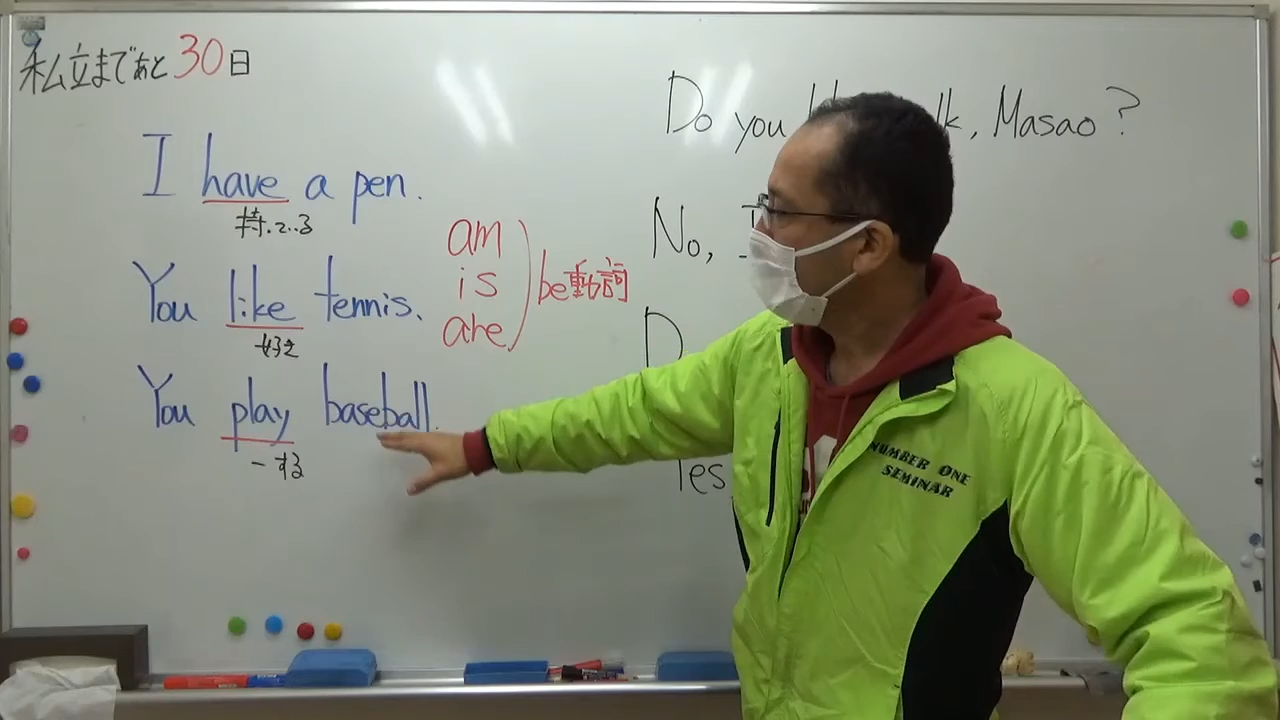 私立まであと30日
I have a pen.
持っている
You like tennis.
好き
You play baseball.
~する
am
is
are
be動詞
Do you lk, Masao?
No,
D
Yes
NUMBER ONE
SEMINAR